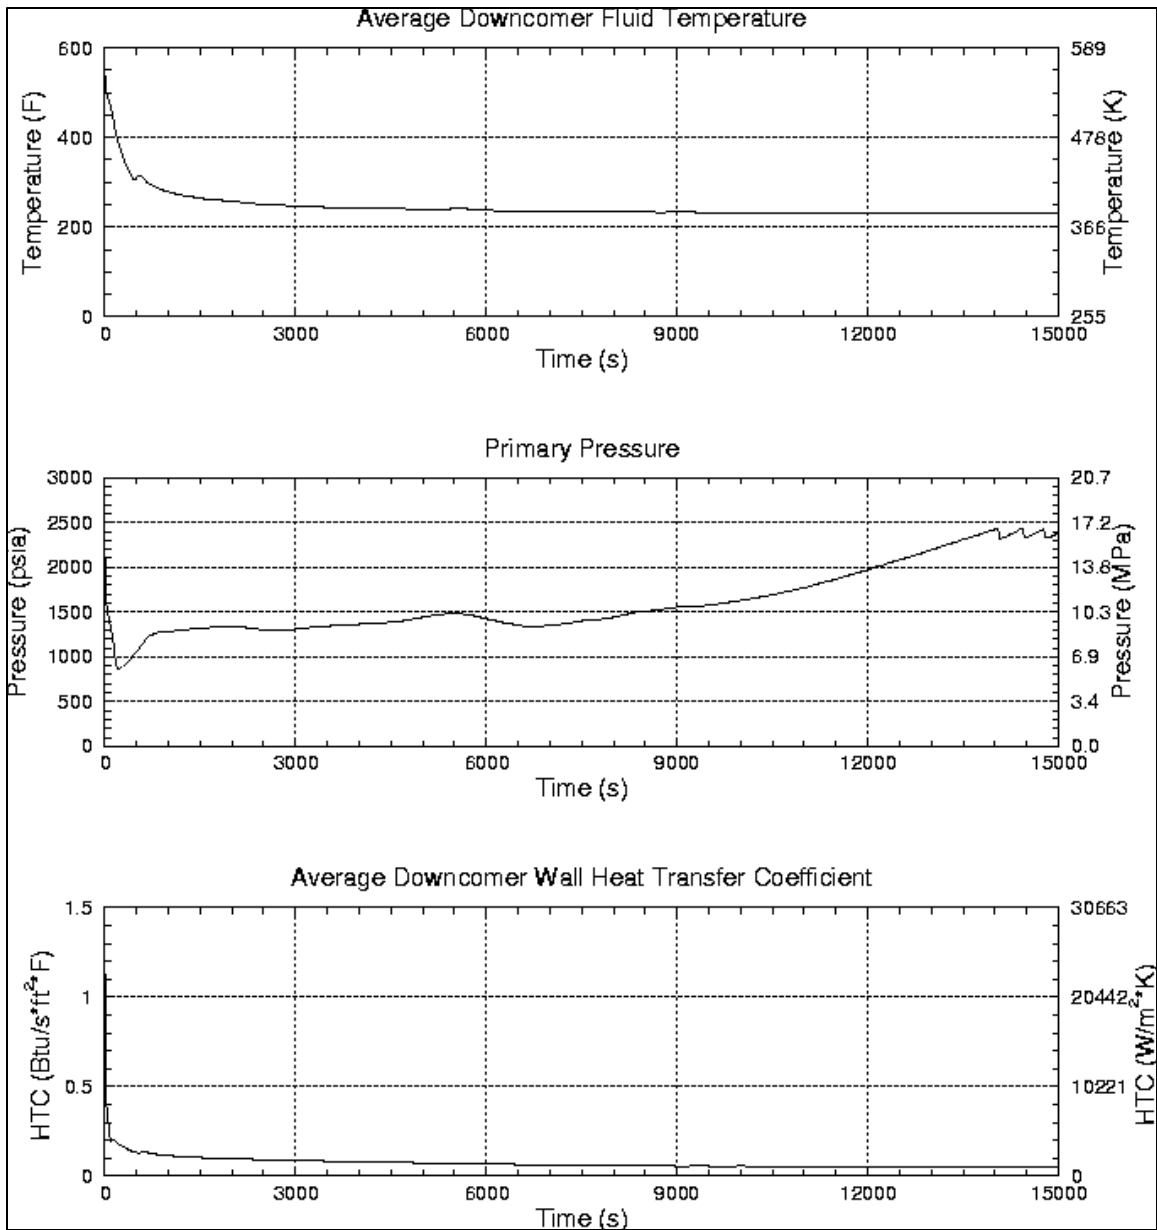 Average Downcomer Fluid Temperature
600 589
400 478
200 366
0 255
Temperature (F)
Temperature (K)
0 3000 6000 9000 12000 15000
Time (s)
Primary Pressure
3000 20.7
2500 17.2
2000 13.8
1500 10.3
1000 6.9
500 3.4
0 0.0
Pressure (psia)
Pressure (MPa)
0 3000 6000 9000 12000 15000
Time (s)
Average Downcomer Wall Heat Transfer Coefficient
1.5 30663
1 20442
0.5 10221
0 0
HTC (Btu/s*ft²*F)
HTC (W/m²*K)
0 3000 6000 9000 12000 15000
Time (s)